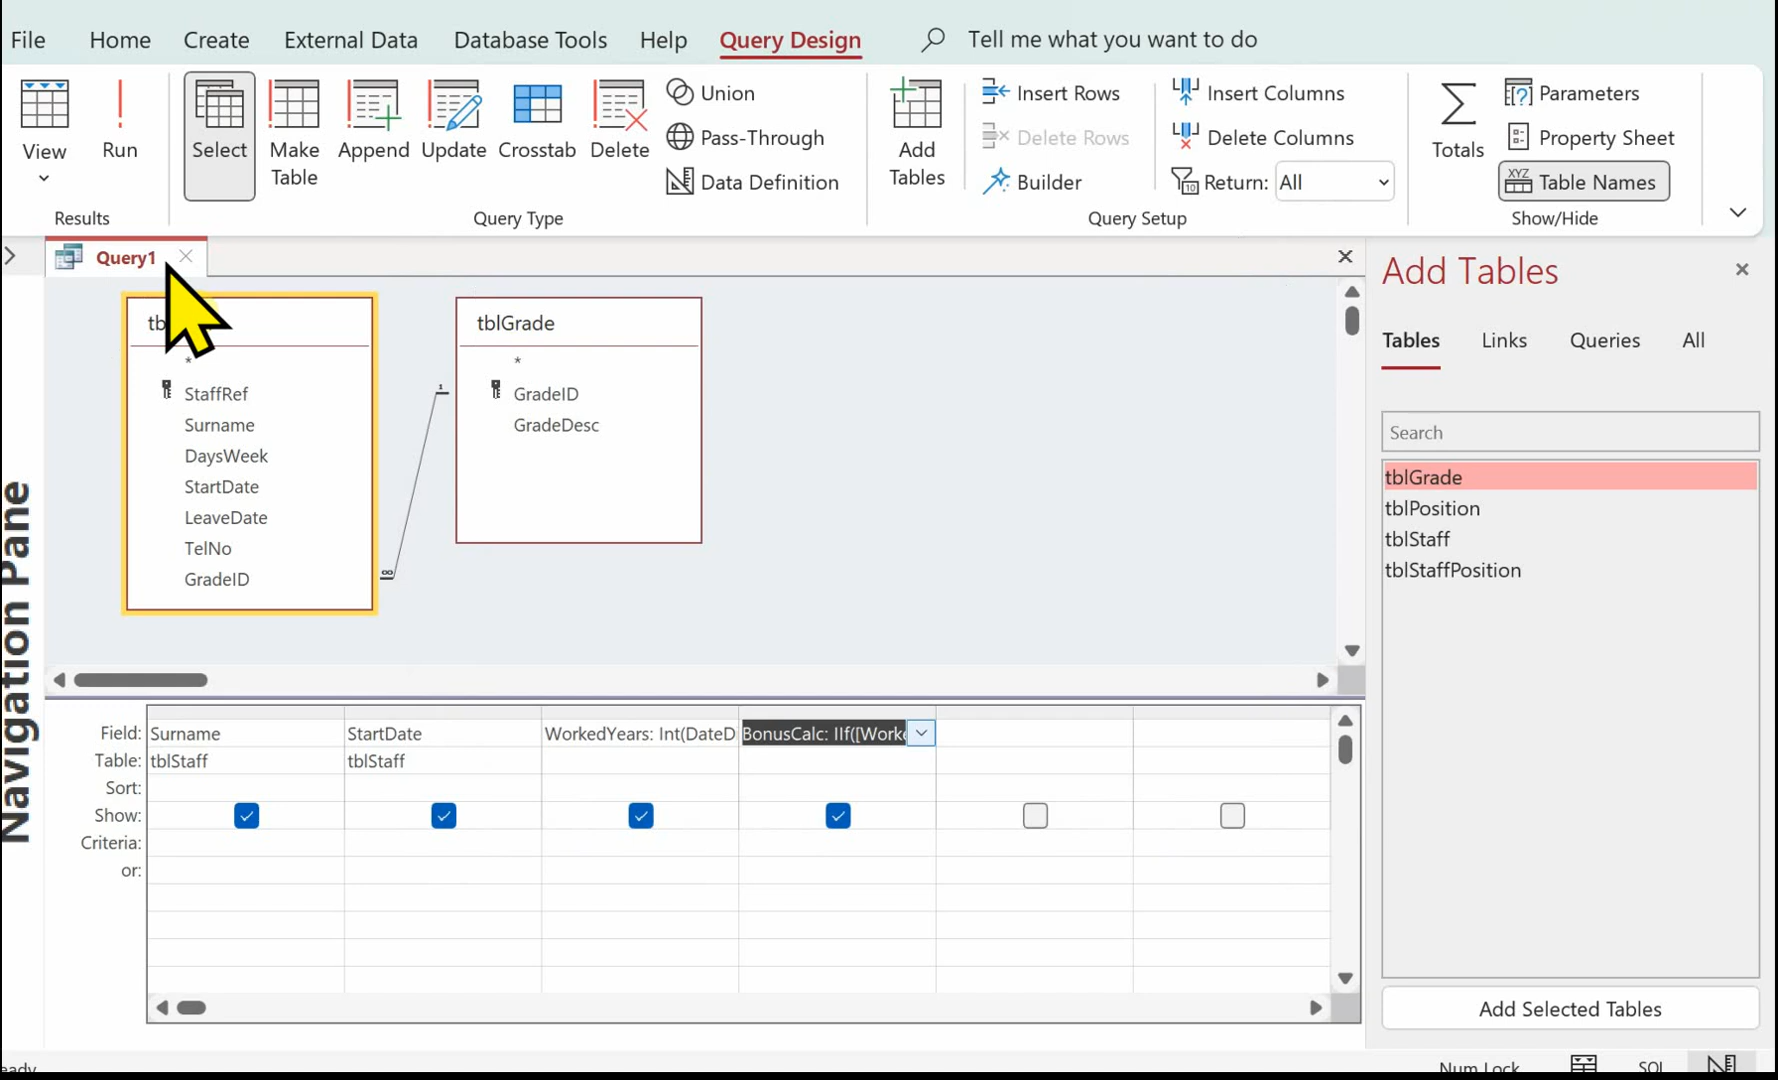 File Home Create External Data Database Tools Help Query Design Tell me what you want to do
View
Run
Results
Select
Make
Table
Append
Update
Crosstab
Delete
Union
Pass-Through
Data Definition
Query Type
Add
Tables
Insert Rows
Delete Rows
Builder
Insert Columns
Delete Columns
Return: All
Query Setup
Totals
Parameters
Property Sheet
XYZ Table Names
Show/Hide
Query1
Navigation Pane
*
StaffRef
Surname
DaysWeek
StartDate
LeaveDate
TelNo
GradeID
1
∞
tblGrade
*
GradeID
GradeDesc
Add Tables
Tables Links Queries All
Search
tblGrade
tblPosition
tblStaff
tblStaffPosition
Add Selected Tables
Field: Surname StartDate WorkedYears: Int(DateD BonusCalc: IIf([Worke
Table: tblStaff tblStaff
Sort:
Show:
Criteria:
or:
Num Lock